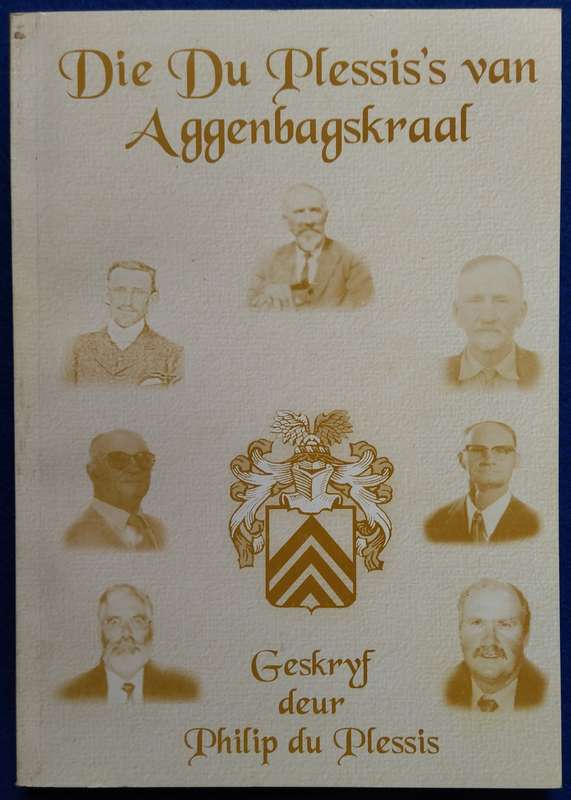 Die Du Plessis's van
Aggenbagskraal
Geskryf
deur
Philip du Plessis